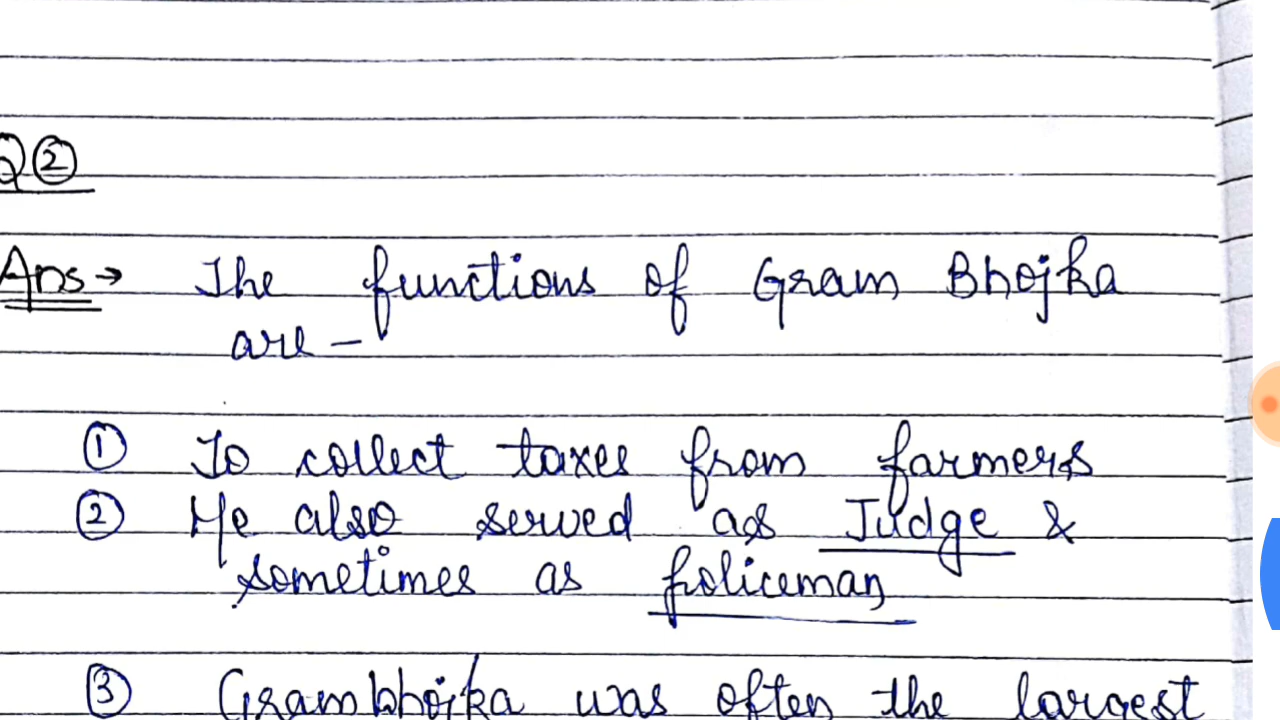 Q②
Ans → The functions of Gram Bhojka
are -
① To collect taxes from farmers
② He also served as Judge &
sometimes as policeman
③ Grambhojka was often the largest